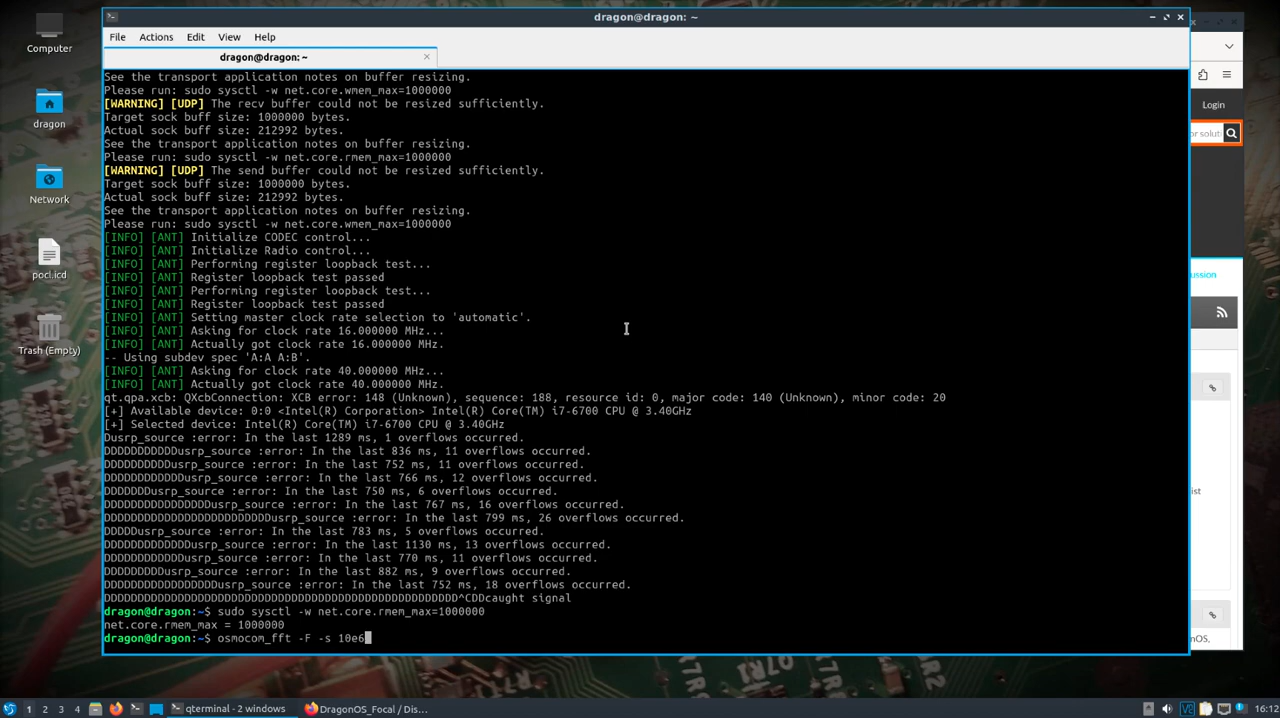 dragon@dragon: ~
File Actions Edit View Help
dragon@dragon: ~
See the transport application notes on buffer resizing.
Please run: sudo sysctl -w net.core.wmem_max=1000000
[WARNING] [UDP] The recv buffer could not be resized sufficiently.
Target sock buff size: 1000000 bytes.
Actual sock buff size: 212992 bytes.
See the transport application notes on buffer resizing.
Please run: sudo sysctl -w net.core.rmem_max=1000000
[WARNING] [UDP] The send buffer could not be resized sufficiently.
Target sock buff size: 1000000 bytes.
Actual sock buff size: 212992 bytes.
See the transport application notes on buffer resizing.
Please run: sudo sysctl -w net.core.wmem_max=1000000
[INFO] [ANT] Initialize CODEC control...
[INFO] [ANT] Initialize Radio control...
[INFO] [ANT] Performing register loopback test...
[INFO] [ANT] Register loopback test passed
[INFO] [ANT] Performing register loopback test...
[INFO] [ANT] Register loopback test passed
[INFO] [ANT] Setting master clock rate selection to 'automatic'.
[INFO] [ANT] Asking for clock rate 16.000000 MHz...
[INFO] [ANT] Actually got clock rate 16.000000 MHz.
-- Using subdev spec 'A:A A:B'.
[INFO] [ANT] Asking for clock rate 40.000000 MHz...
[INFO] [ANT] Actually got clock rate 40.000000 MHz.
qt.qpa.xcb: QXcbConnection: XCB error: 148 (Unknown), sequence: 188, resource id: 0, major code: 140 (Unknown), minor code: 20
[+] Available device: 0:0 <Intel(R) Corporation> Intel(R) Core(TM) i7-6700 CPU @ 3.40GHz
[+] Selected device: Intel(R) Core(TM) i7-6700 CPU @ 3.40GHz
Dusrp_source :error: In the last 1289 ms, 1 overflows occurred.
DDDDDDDDDDDusrp_source :error: In the last 836 ms, 11 overflows occurred.
DDDDDDDDDDDusrp_source :error: In the last 752 ms, 11 overflows occurred.
DDDDDDDDDDDDusrp_source :error: In the last 766 ms, 12 overflows occurred.
DDDDDDusrp_source :error: In the last 750 ms, 6 overflows occurred.
DDDDDDDDDDDDDDDDusrp_source :error: In the last 767 ms, 16 overflows occurred.
DDDDDDDDDDDDDDDDDDDDDDDDDDusrp_source :error: In the last 799 ms, 26 overflows occurred.
DDDDDusrp_source :error: In the last 783 ms, 5 overflows occurred.
DDDDDDDDDDDDDusrp_source :error: In the last 1130 ms, 13 overflows occurred.
DDDDDDDDDDDusrp_source :error: In the last 770 ms, 11 overflows occurred.
DDDDDDDDDusrp_source :error: In the last 882 ms, 9 overflows occurred.
DDDDDDDDDDDDDDDDDDusrp_source :error: In the last 752 ms, 18 overflows occurred.
DDDDDDDDDDDDDDDDDDDDDDDDDDDDDDDDDDDDDDDDDDDDDDDDDDDDDD^CDDcaught signal
dragon@dragon:~$ sudo sysctl -w net.core.rmem_max=1000000
net.core.rmem_max = 1000000
dragon@dragon:~$ osmocom_fft -F -s 10e6
Computer
dragon
Network
pocl.icd
Trash (Empty)
Login
or soluti
ussion
ist
nOS,
1 2 3 4
qterminal - 2 windows
DragonOS_Focal / Dis...
16:12